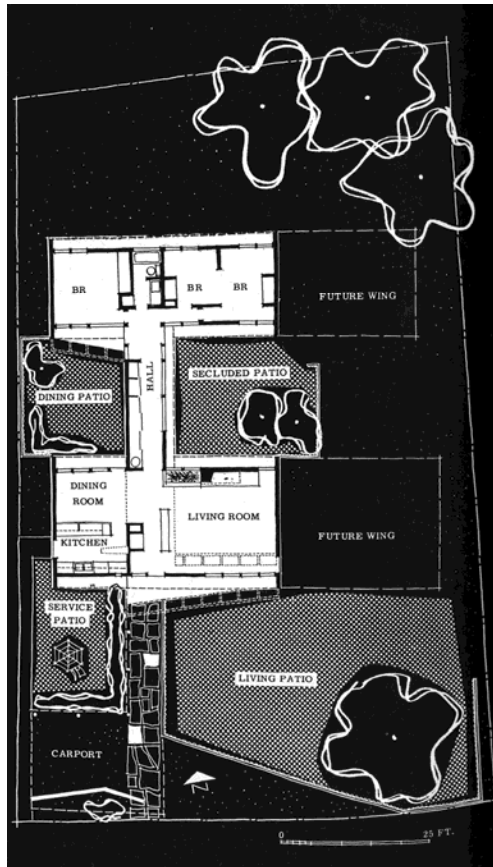 BR
BR
BR
FUTURE WING
HALL
SECLUDED PATIO
DINING PATIO
DINING
ROOM
LIVING ROOM
KITCHEN
FUTURE WING
SERVICE
PATIO
LIVING PATIO
CARPORT
0
25 FT.